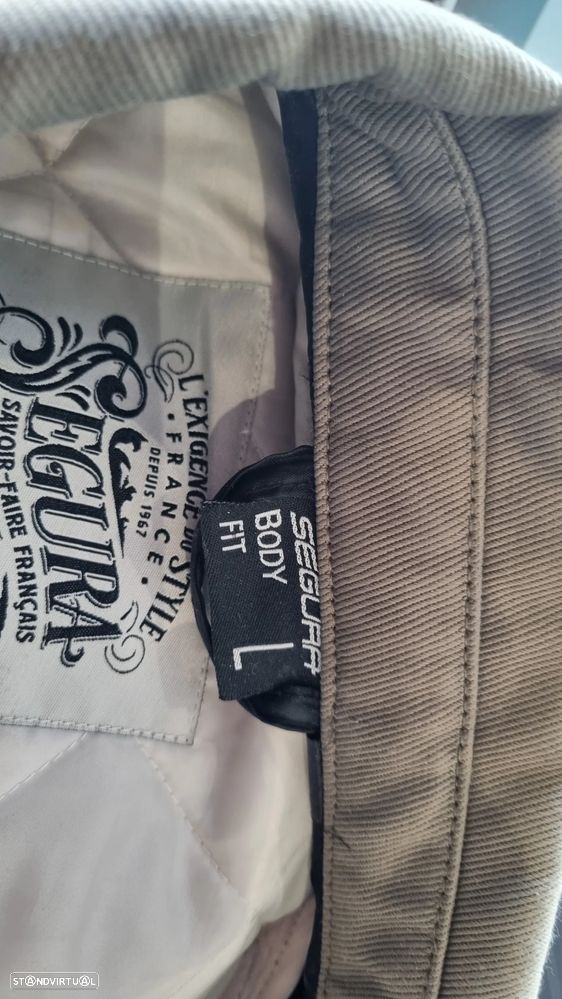 L'EXIGENCE DU STYLE
• FRANCE •
DEPUIS 1967
SEGURA
SAVOIR-FAIRE FRANÇAIS
SEGURA
BODY
FIT
L
STANDVIRTUAL